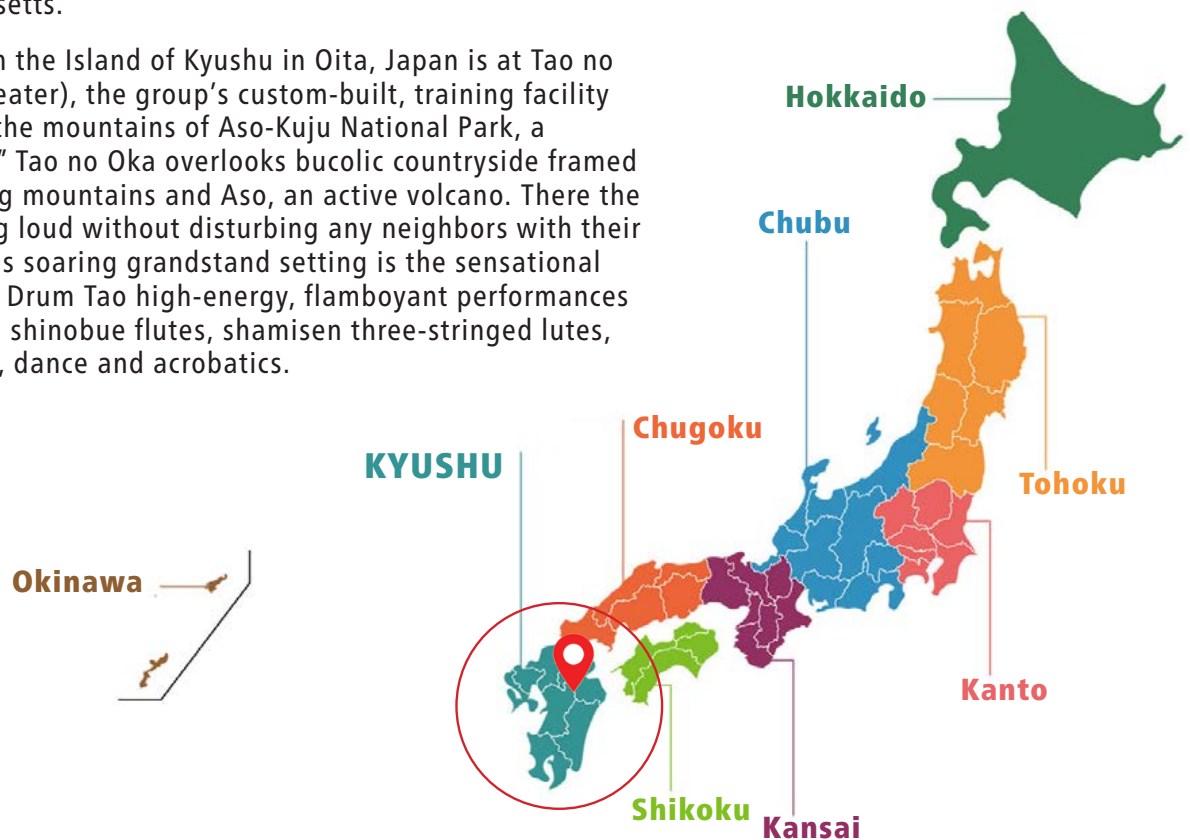 setts.
n the Island of Kyushu in Oita, Japan is at Tao no
eater), the group's custom-built, training facility
the mountains of Aso-Kuju National Park, a
” Tao no Oka overlooks bucolic countryside framed
g mountains and Aso, an active volcano. There the
g loud without disturbing any neighbors with their
s soaring grandstand setting is the sensational
Drum Tao high-energy, flamboyant performances
shinobue flutes, shamisen three-stringed lutes,
, dance and acrobatics.
Hokkaido
Chubu
Chugoku
KYUSHU
Tohoku
Okinawa
Kanto
Shikoku
Kansai